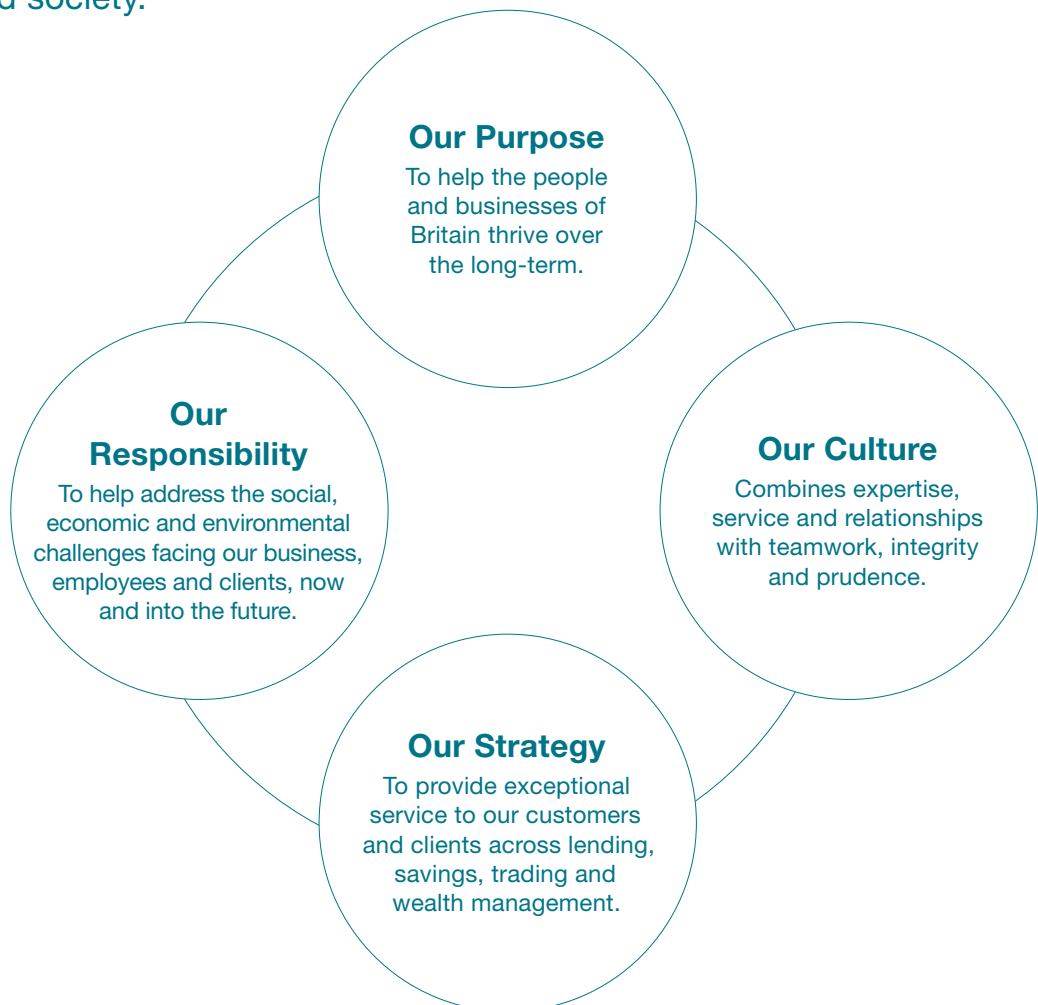 d society.
Our Purpose
To help the people
and businesses of
Britain thrive over
the long-term.
Our
Responsibility
To help address the social,
economic and environmental
challenges facing our business,
employees and clients, now
and into the future.
Our Culture
Combines expertise,
service and relationships
with teamwork, integrity
and prudence.
Our Strategy
To provide exceptional
service to our customers
and clients across lending,
savings, trading and
wealth management.